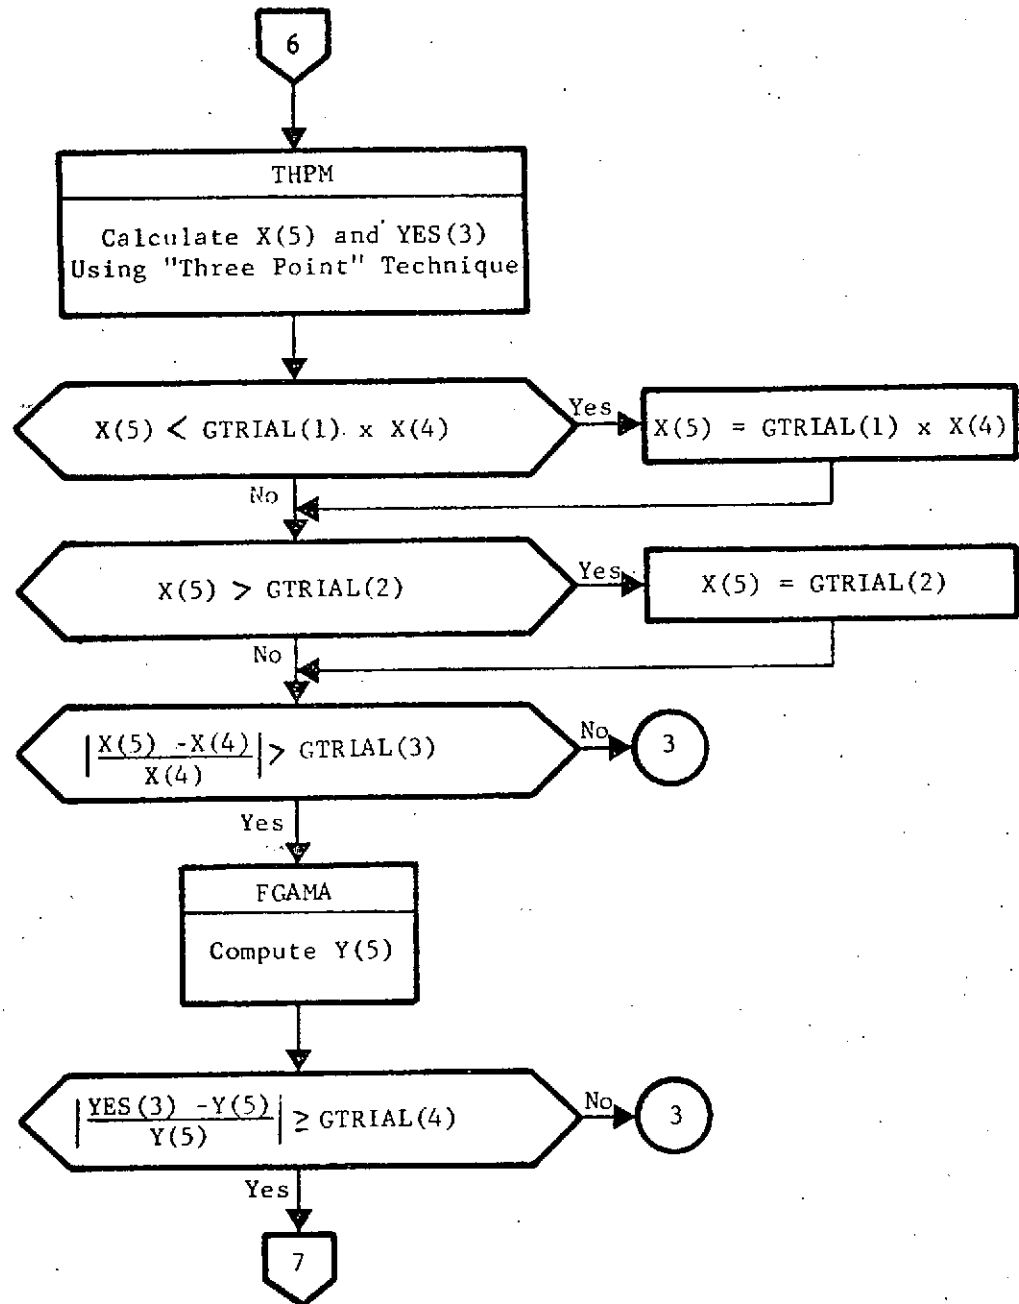 6
THPM
Calculate X(5) and YES(3)
Using "Three Point" Technique
X(5) < GTRIAL(1) x X(4)
Yes
X(5) = GTRIAL(1) x X(4)
No
X(5) > GTRIAL(2)
Yes
X(5) = GTRIAL(2)
No
|X(5) -X(4)
X(4)| > GTRIAL(3)
No
3
Yes
FGAMA
Compute Y(5)
|YES(3) -Y(5)
Y(5)| ≥ GTRIAL(4)
No
3
Yes
7